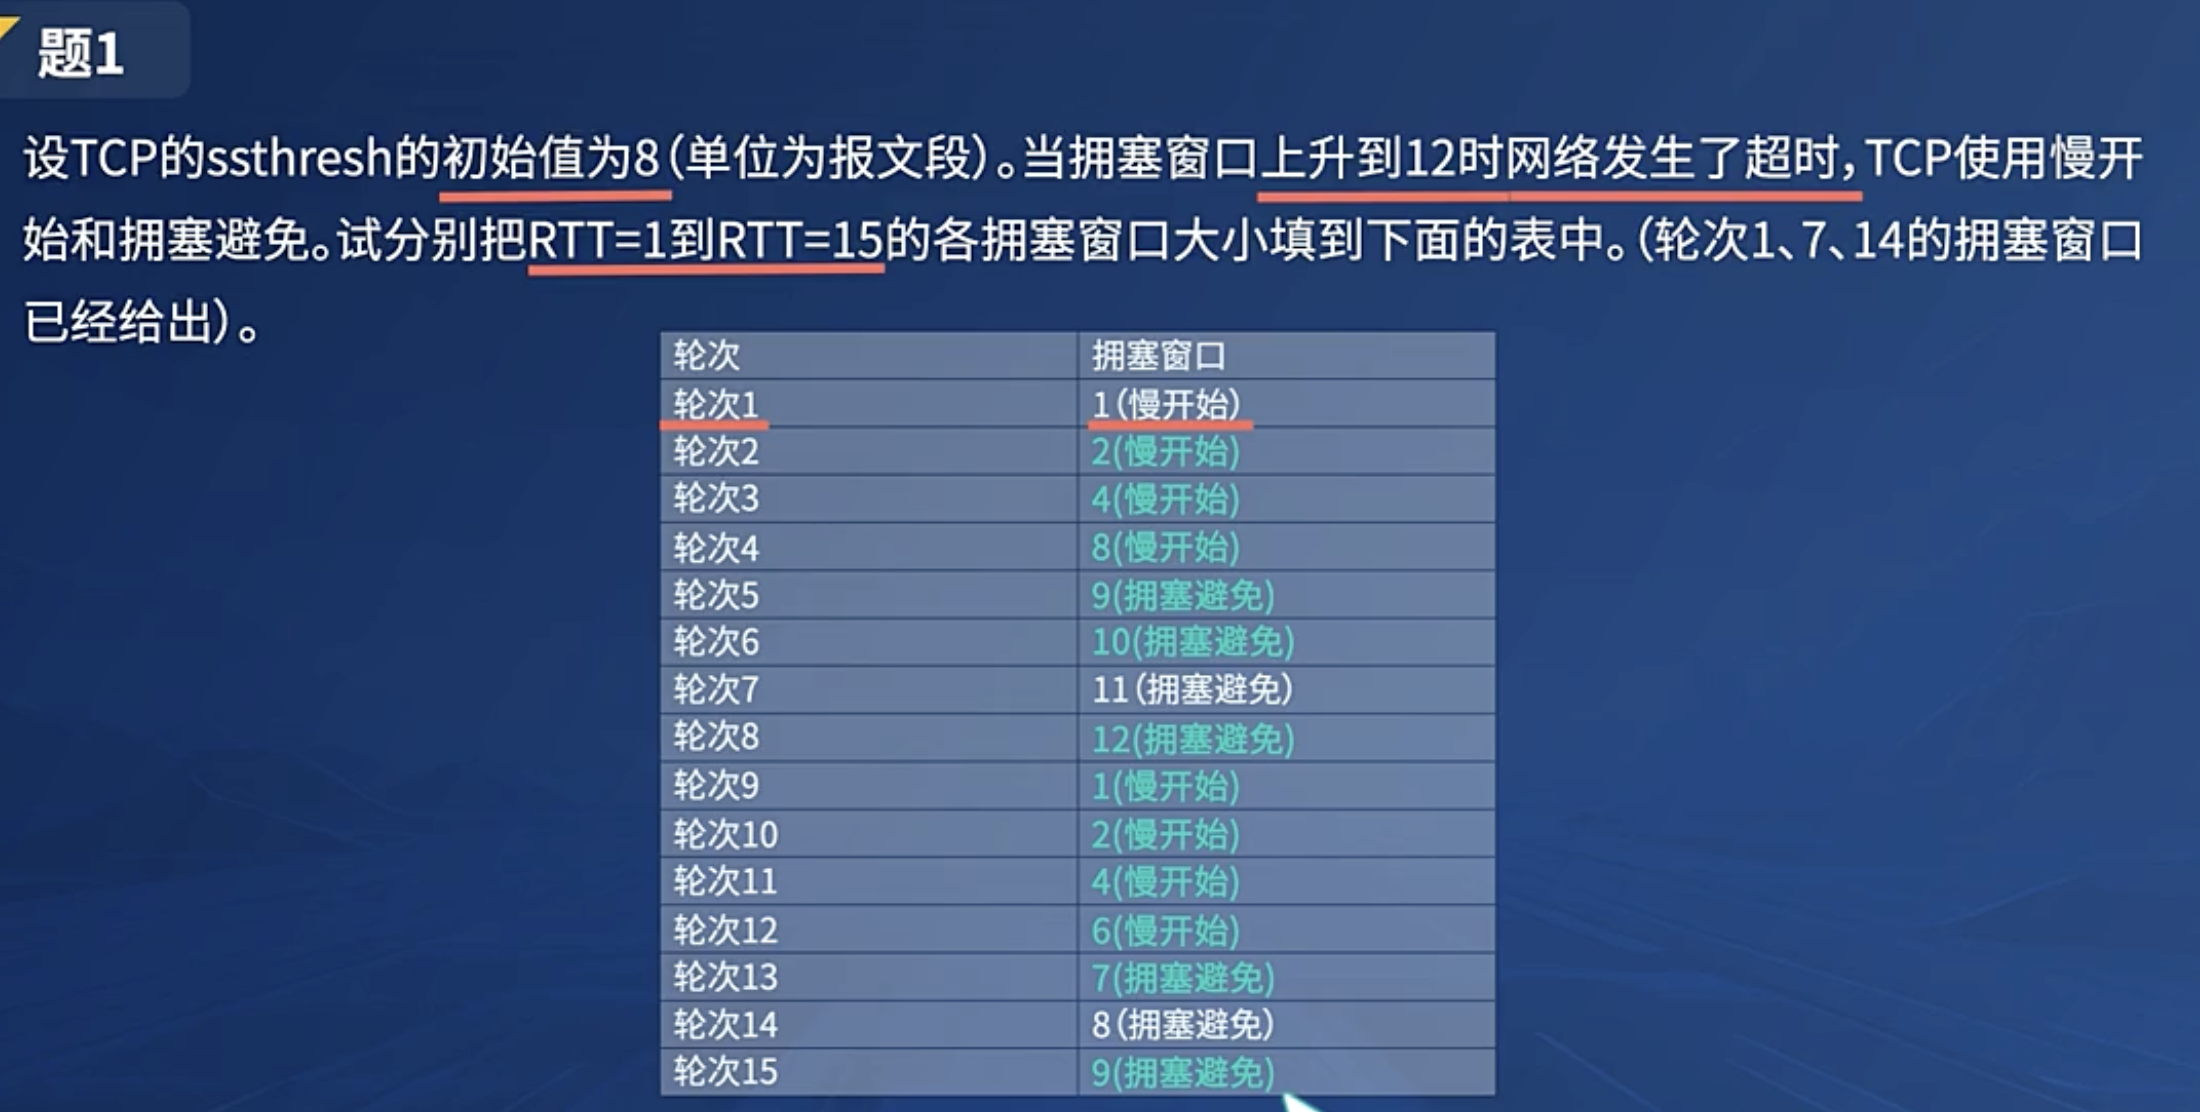 题1
设TCP的ssthresh的初始值为8(单位为报文段)。当拥塞窗口上升到12时网络发生了超时,TCP使用慢开
始和拥塞避免。试分别把RTT=1到RTT=15的各拥塞窗口大小填到下面的表中。(轮次1、7、14的拥塞窗口
已经给出)。
轮次 拥塞窗口
轮次1 1(慢开始)
轮次2 2(慢开始)
轮次3 4(慢开始)
轮次4 8(慢开始)
轮次5 9(拥塞避免)
轮次6 10(拥塞避免)
轮次7 11(拥塞避免)
轮次8 12(拥塞避免)
轮次9 1(慢开始)
轮次10 2(慢开始)
轮次11 4(慢开始)
轮次12 6(慢开始)
轮次13 7(拥塞避免)
轮次14 8(拥塞避免)
轮次15 9(拥塞避免)